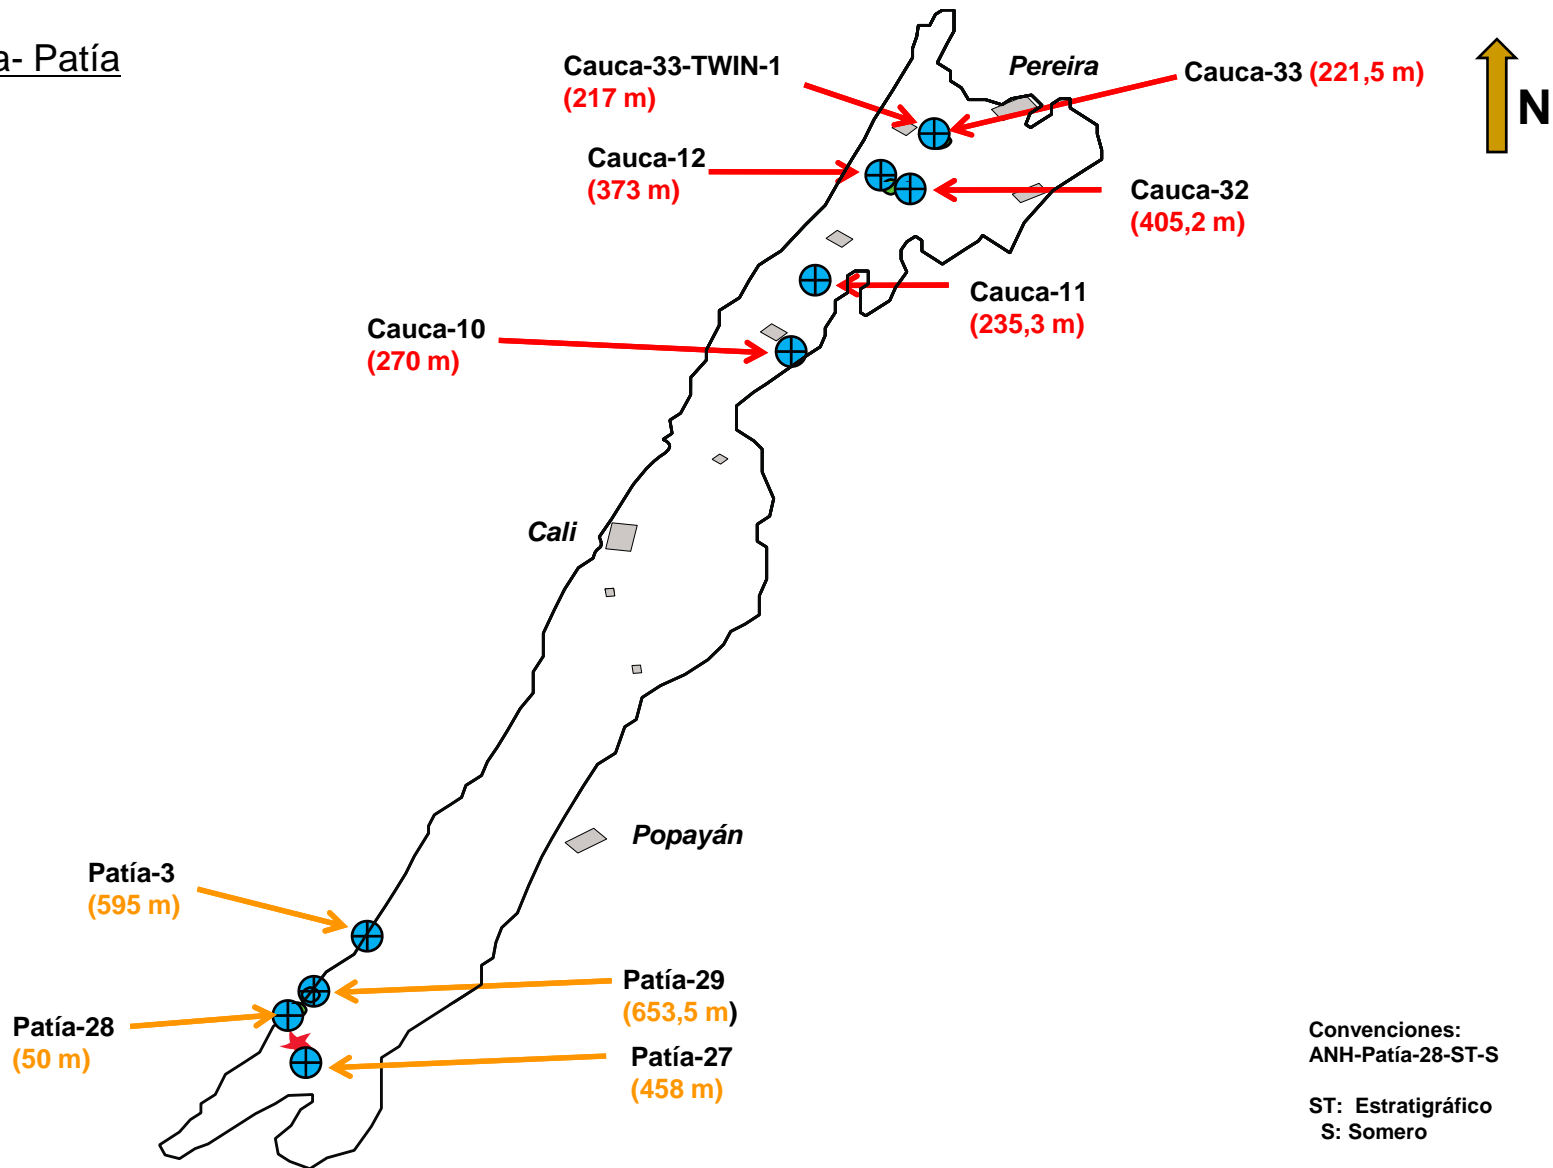 a- Patía
Cauca-33-TWIN-1
(217 m)
Pereira
Cauca-33 (221,5 m)
N
Cauca-12
(373 m)
Cauca-32
(405,2 m)
Cauca-11
(235,3 m)
Cauca-10
(270 m)
Cali
Popayán
Patía-3
(595 m)
Patía-29
(653,5 m)
Patía-28
(50 m)
Patía-27
(458 m)
Convenciones:
ANH-Patía-28-ST-S
ST: Estratigráfico
S: Somero